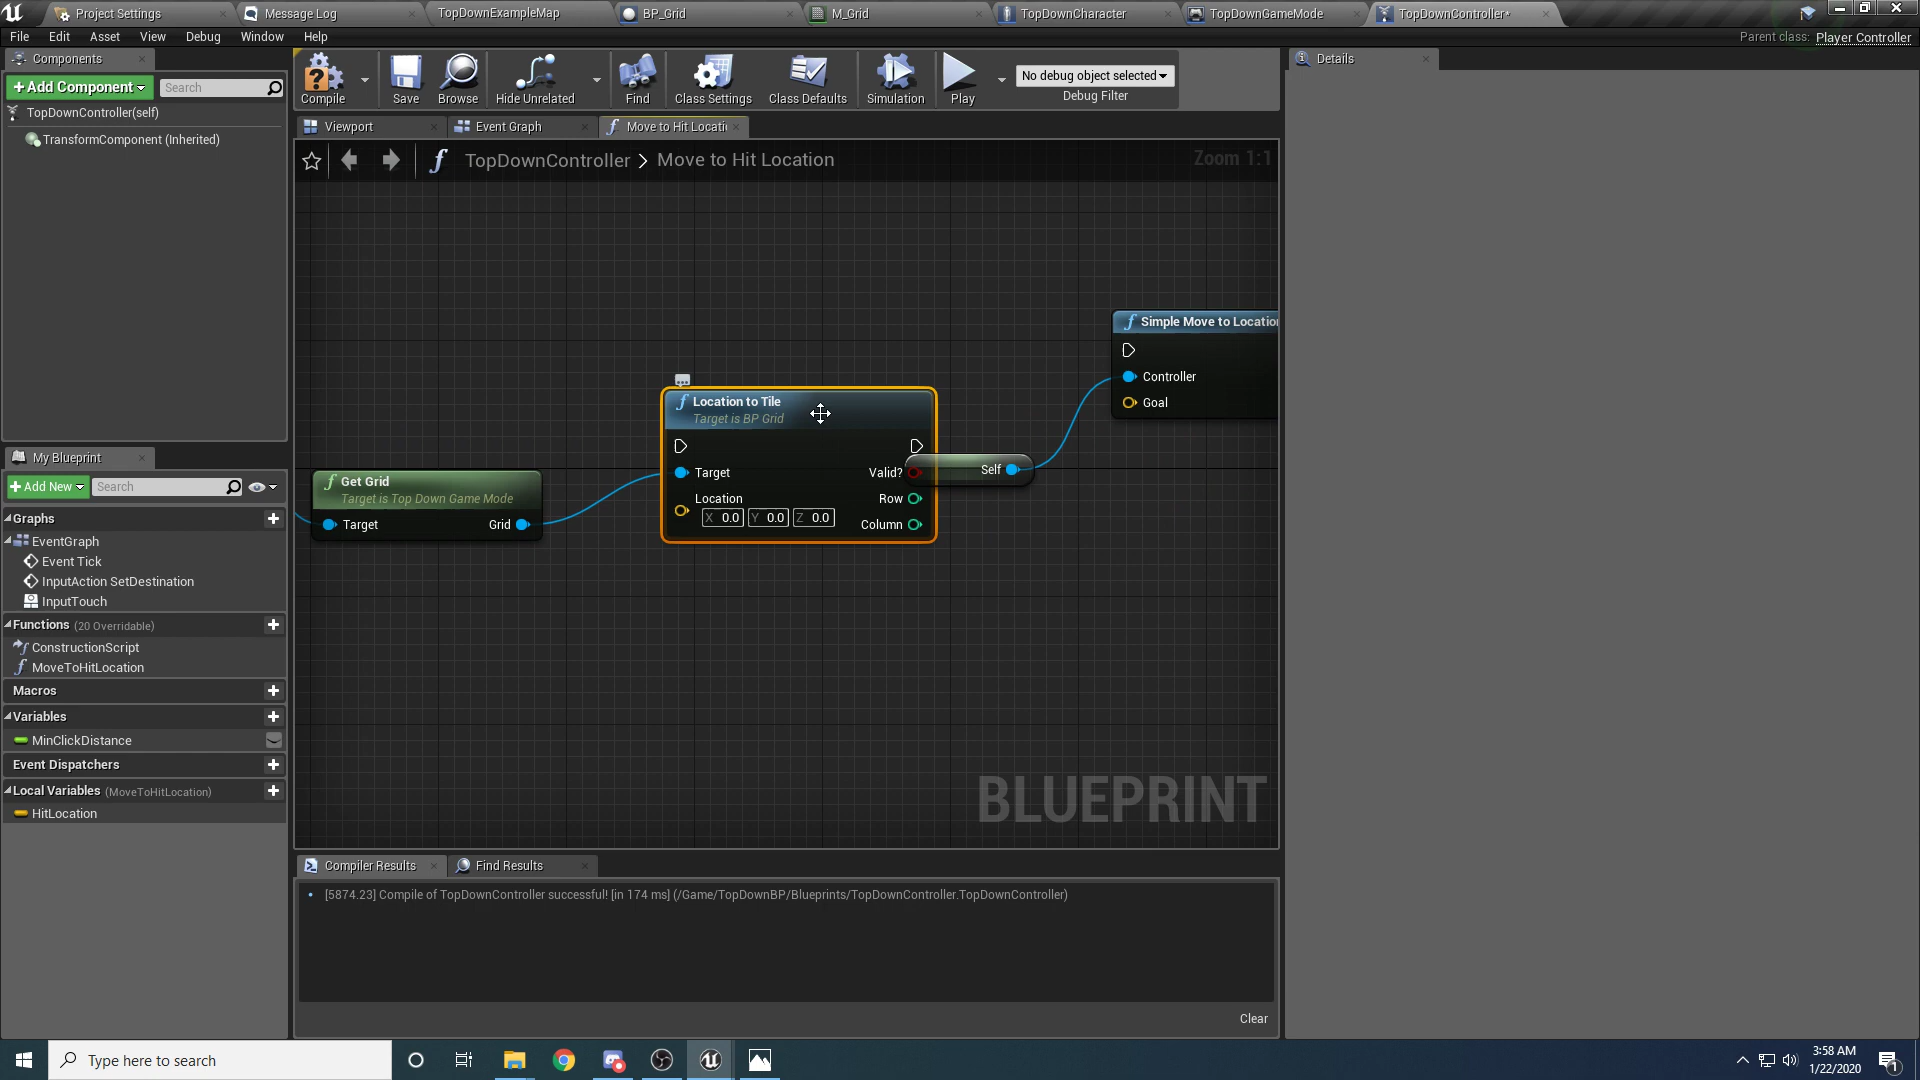 Project Settings
Message Log
TopDownExampleMap
BP_Grid
M_Grid
TopDownCharacter
TopDownGameMode
TopDownController*
File Edit Asset View Debug Window Help
Parent class: Player Controller
Components
+Add Component
Search
TopDownController(self)
TransformComponent (Inherited)
Compile
Save
Browse
Hide Unrelated
Find
Class Settings
Class Defaults
Simulation
Play
No debug object selected
Debug Filter
Details
Viewport
Event Graph
Move to Hit Locati
TopDownController > Move to Hit Location
Zoom 1:1
Simple Move to Location
Controller
Goal
Location to Tile
Target is BP Grid
Target
Valid?
Location
X 0.0 Y 0.0 Z 0.0
Row
Column
Self
Get Grid
Target is Top Down Game Mode
Target
Grid
BLUEPRINT
My Blueprint
+Add New
Search
Graphs
EventGraph
Event Tick
InputAction SetDestination
InputTouch
Functions (20 Overridable)
ConstructionScript
MoveToHitLocation
Macros
Variables
MinClickDistance
Event Dispatchers
Local Variables (MoveToHitLocation)
HitLocation
Compiler Results
Find Results
[5874.23] Compile of TopDownController successful! [in 174 ms] (/Game/TopDownBP/Blueprints/TopDownController.TopDownController)
Clear
Type here to search
3:58 AM
1/22/2020
1